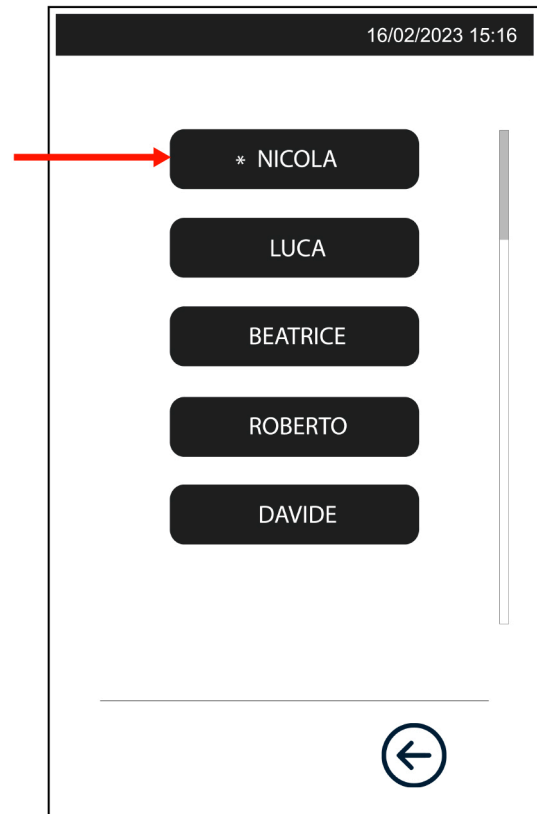 16/02/2023 15:16
* NICOLA
LUCA
BEATRICE
ROBERTO
DAVIDE